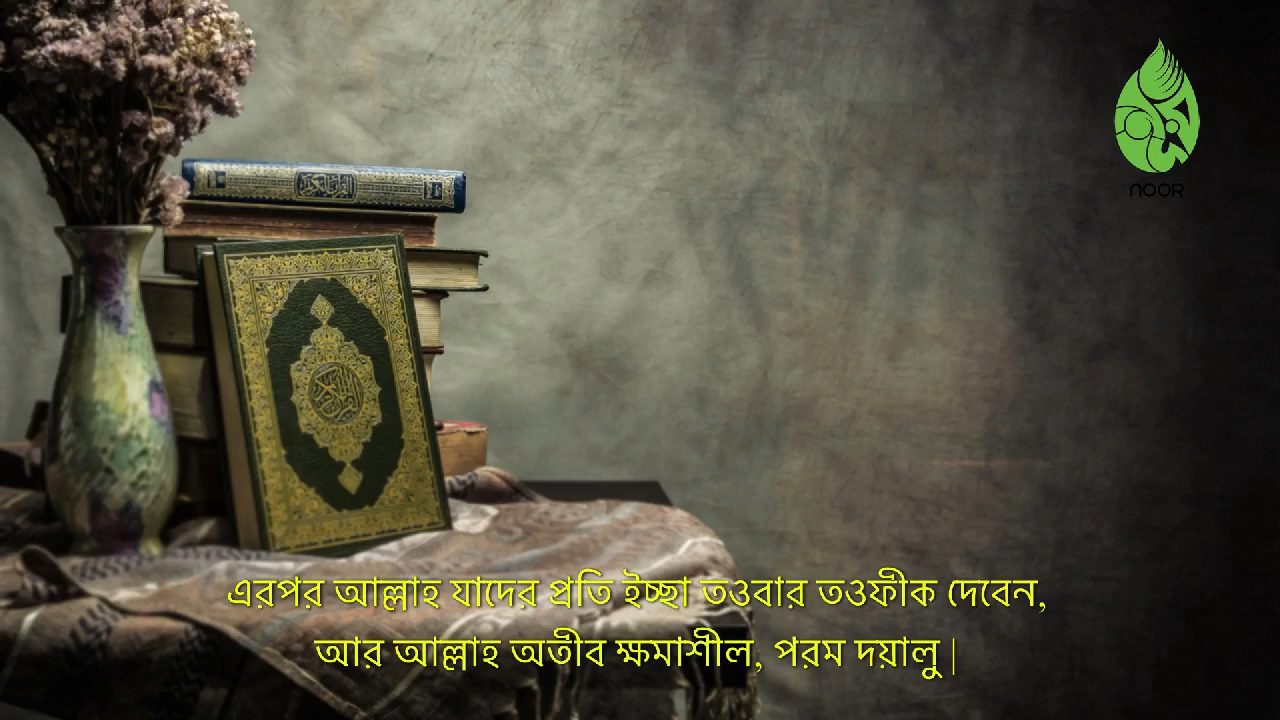 NOOR
এরপর আল্লাহ যাদের প্রতি ইচ্ছা তওবার তওফীক দেবেন,
আর আল্লাহ অতীব ক্ষমাশীল, পরম দয়ালু |